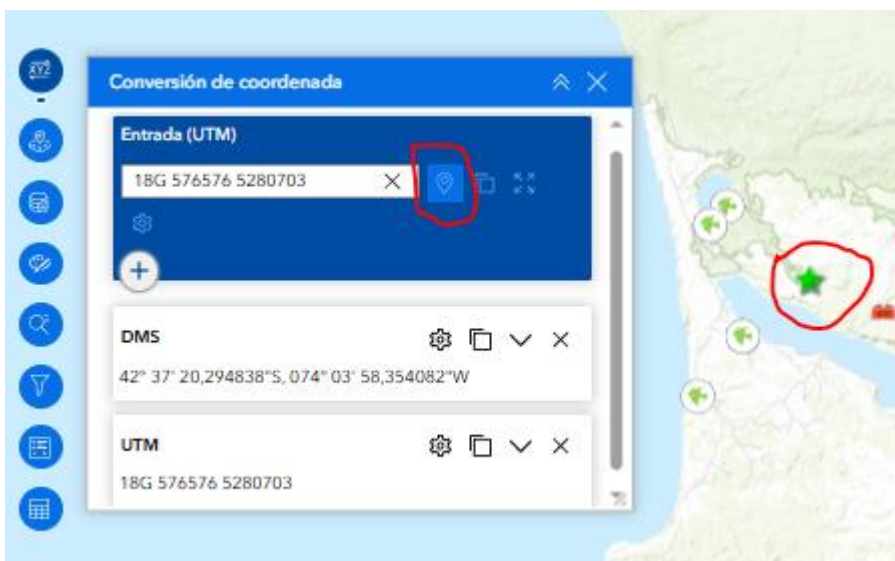 XYZ
Conversión de coordenada
Entrada (UTM)
18G 576576 5280703
DMS
42° 37' 20,294838"S, 074° 03' 58,354082"W
UTM
18G 576576 5280703